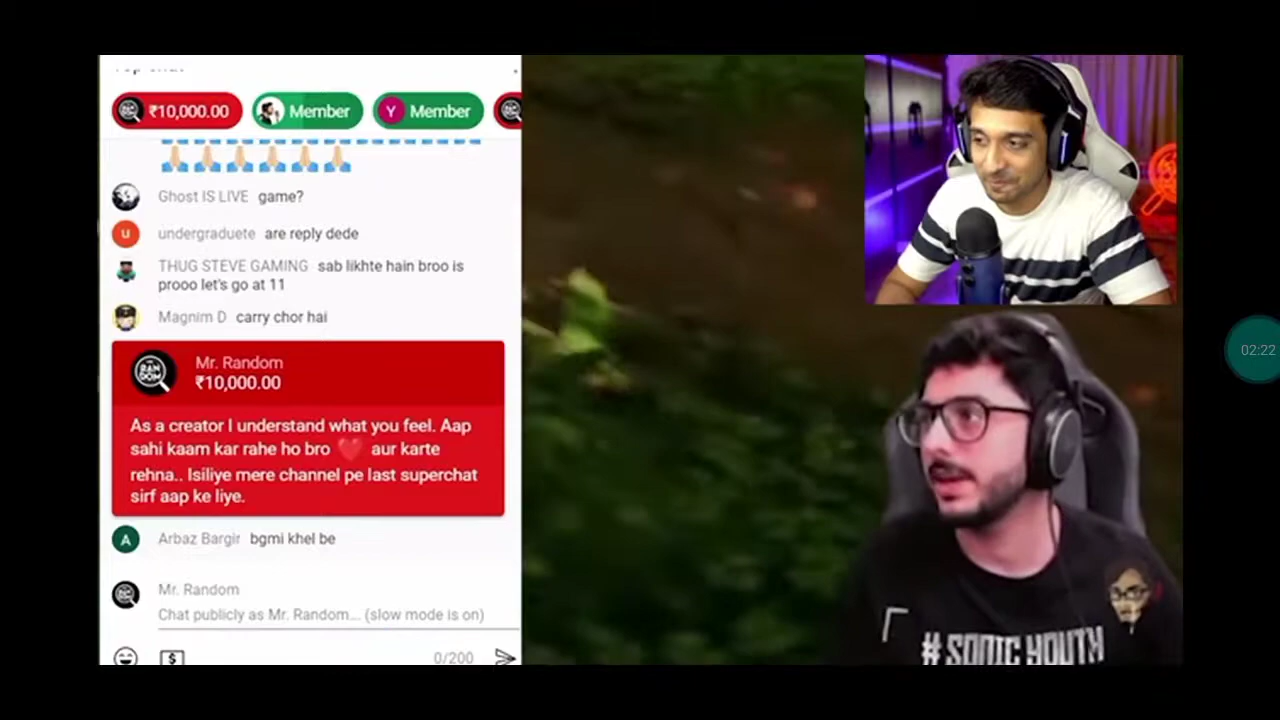 ₹10,000.00 Member Y Member
Ghost IS LIVE game?
u undergraduete are reply dede
THUG STEVE GAMING sab likhte hain broo is
prooo let's go at 11
Magnim D carry chor hai
THE RANDOM
Mr. Random
₹10,000.00
As a creator I understand what you feel. Aap
sahi kaam kar rahe ho bro ❤️ aur karte
rehna.. Isiliye mere channel pe last superchat
sirf aap ke liye.
A Arbaz Bargir bgmi khel be
Mr. Random
Chat publicly as Mr. Random... (slow mode is on)
$ 0/200
02:22
# SONIC YOUTH